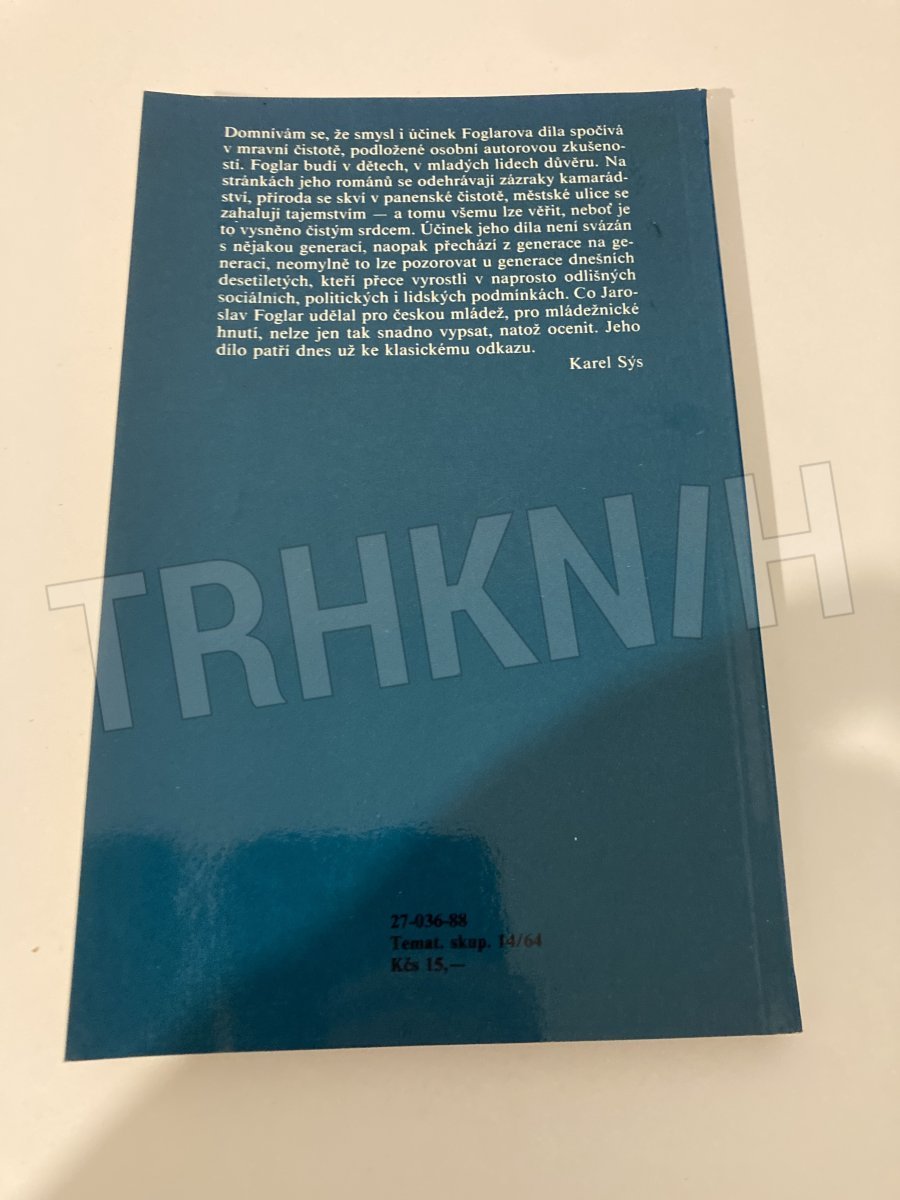 Domnívám se, že smysl i účinek Foglarova díla spočívá
v mravní čistotě, podložené osobní autorovou zkušeno-
stí. Foglar budí v dětech, v mladých lidech důvěru. Na
stránkách jeho románů se odehrávají zázraky kamarád-
ství, příroda se skví v panenské čistotě, městské ulice se
zahalují tajemstvím — a tomu všemu lze věřit, neboť je
to vysněno čistým srdcem. Účinek jeho díla není svázán
s nějakou generací, naopak přechází z generace na ge-
neraci, neomylně to lze pozorovat u generace dnešních
desetiletých, kteří přece vyrostli v naprosto odlišných
sociálních, politických i lidských podmínkách. Co Jaro-
slav Foglar udělal pro českou mládež, pro mládežnické
hnutí, nelze jen tak snadno vypsat, natož ocenit. Jeho
dílo patří dnes už ke klasickému odkazu.
Karel Sýs
TRHKNIH
27-036-88
Temat. skup. 14/64
Kčs 15,—